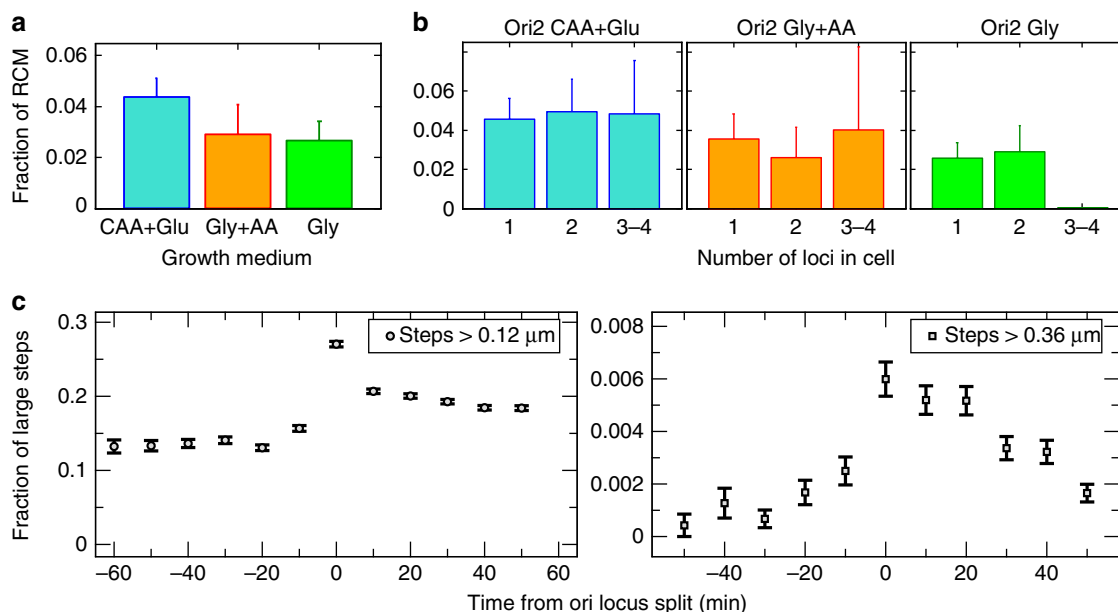 a
Fraction of RCM
0.06
0.04
0.02
0
CAA+Glu Gly+AA Gly
Growth medium
b
Ori2 CAA+Glu Ori2 Gly+AA Ori2 Gly
0.06
0.04
0.02
0
1 2 3–4 1 2 3–4 1 2 3–4
Number of loci in cell
c
Fraction of large steps
0.3
0.2
0.1
0
Steps > 0.12 μm
–60 –40 –20 0 20 40 60
0.008
0.006
0.004
0.002
0
Steps > 0.36 μm
–40 –20 0 20 40
Time from ori locus split (min)